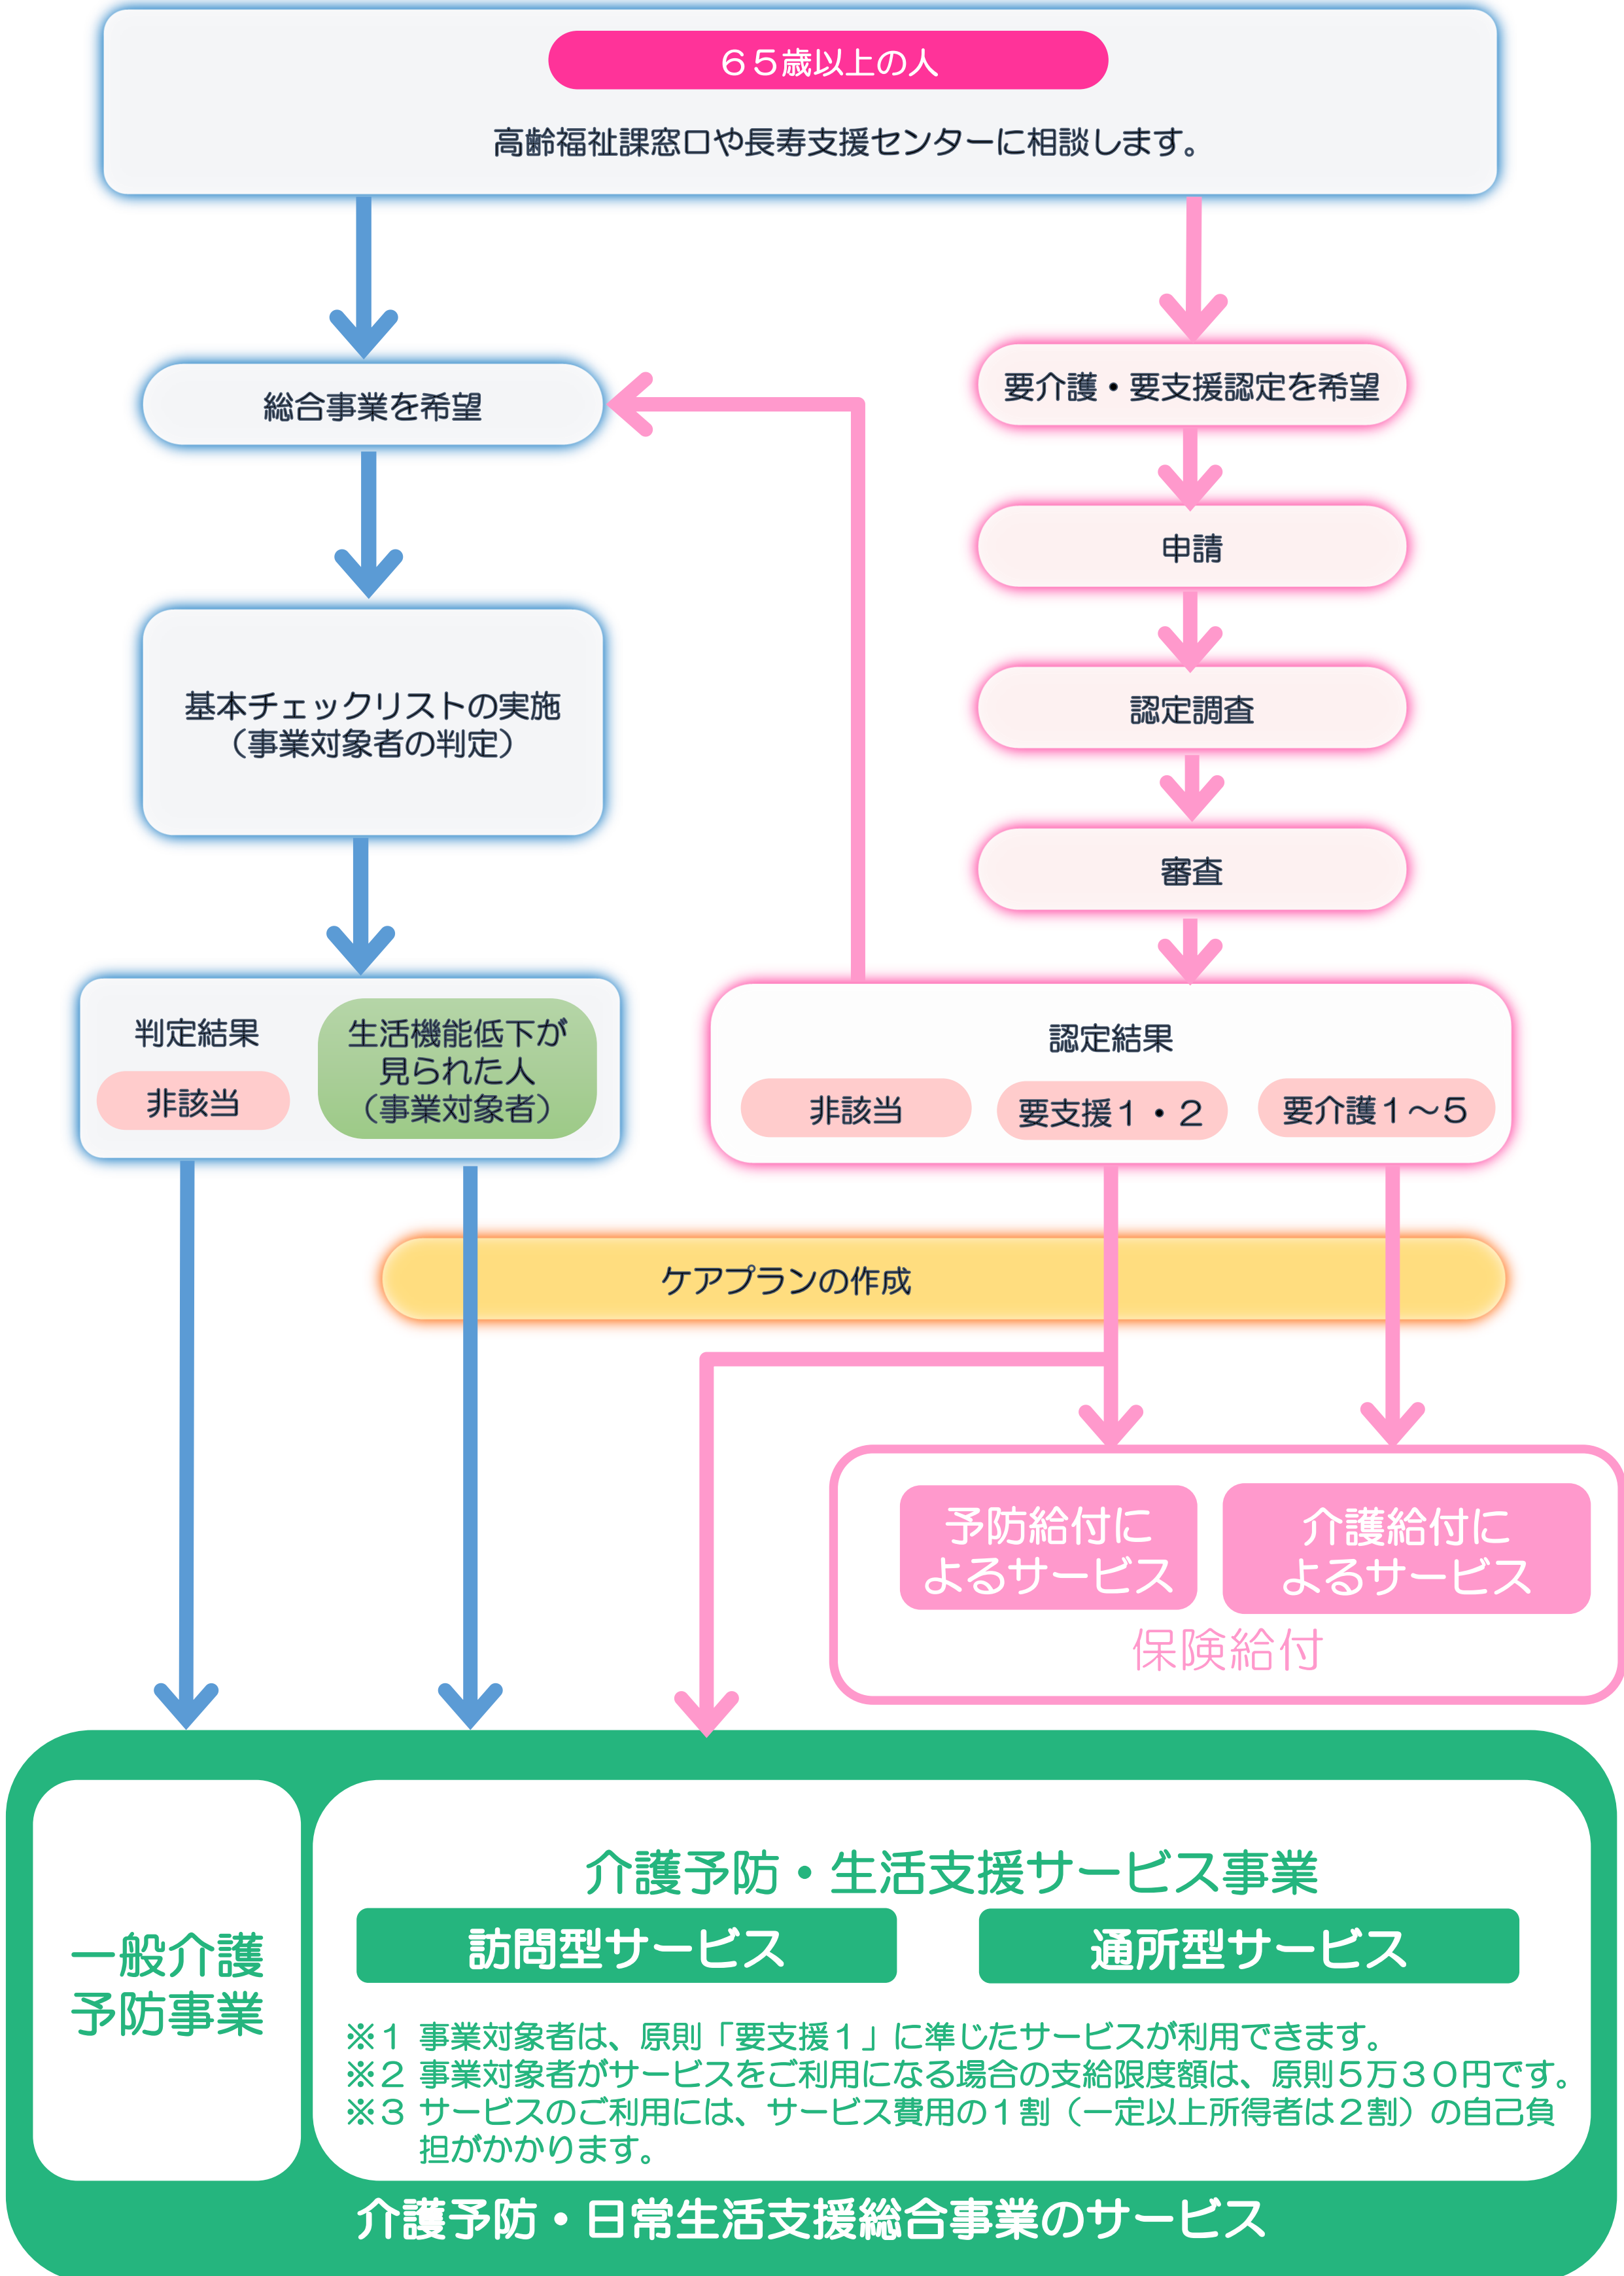 ６５歳以上の人
高齢福祉課窓口や長寿支援センターに相談します。
総合事業を希望
基本チェックリストの実施
（事業対象者の判定）
判定結果
非該当
生活機能低下が
見られた人
（事業対象者）
要介護・要支援認定を希望
申請
認定調査
審査
認定結果
非該当
要支援１・２
要介護１～５
ケアプランの作成
予防給付に
よるサービス
介護給付に
よるサービス
保険給付
一般介護
予防事業
介護予防・生活支援サービス事業
訪問型サービス
通所型サービス
※１ 事業対象者は、原則「要支援１」に準じたサービスが利用できます。
※２ 事業対象者がサービスをご利用になる場合の支給限度額は、原則５万３０円です。
※３ サービスのご利用には、サービス費用の１割（一定以上所得者は２割）の自己負
担がかかります。
介護予防・日常生活支援総合事業のサービス